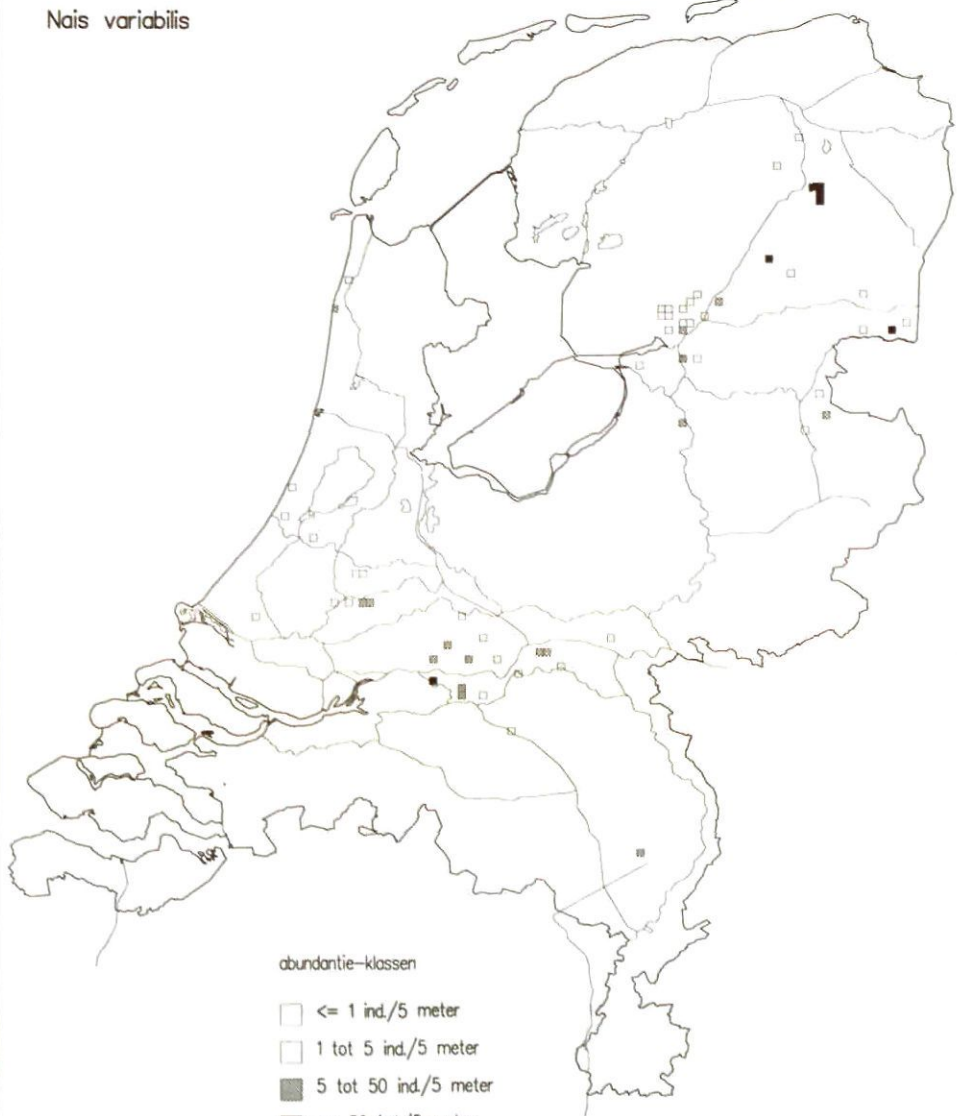 Nais variabilis
abundantie-klassen
<= 1 ind./5 meter
1 tot 5 ind./5 meter
5 tot 50 ind./5 meter